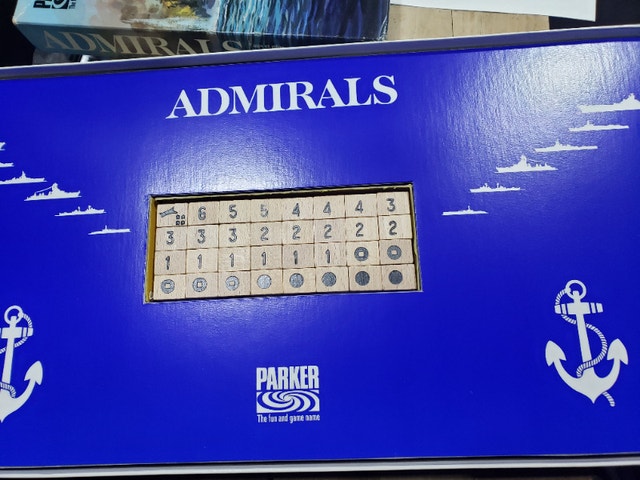 ADMIRALS
ADMIRALS
6 5 5 4 4 4 3
3 3 3 2 2 2 2 2
1 1 1 1 1 1
PARKER
The fun and game name